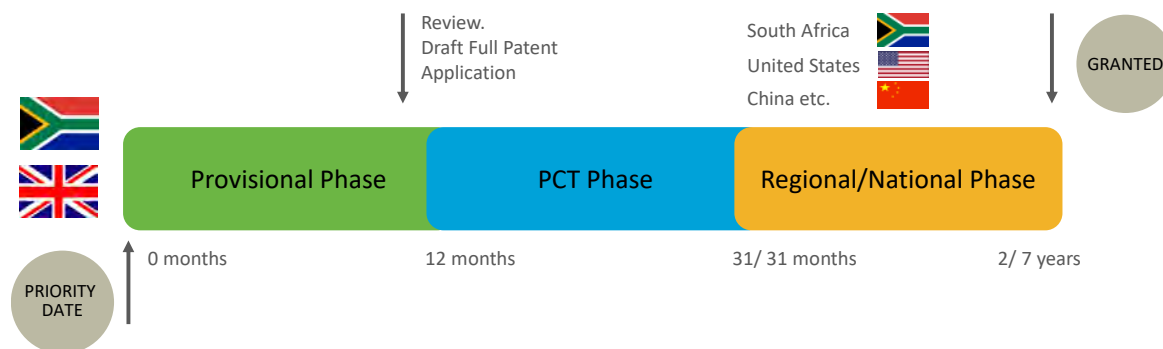 Review.
Draft Full Patent
Application
South Africa
United States
China etc.
GRANTED
Provisional Phase
PCT Phase
Regional/National Phase
0 months
12 months
31/ 31 months
2/ 7 years
PRIORITY
DATE